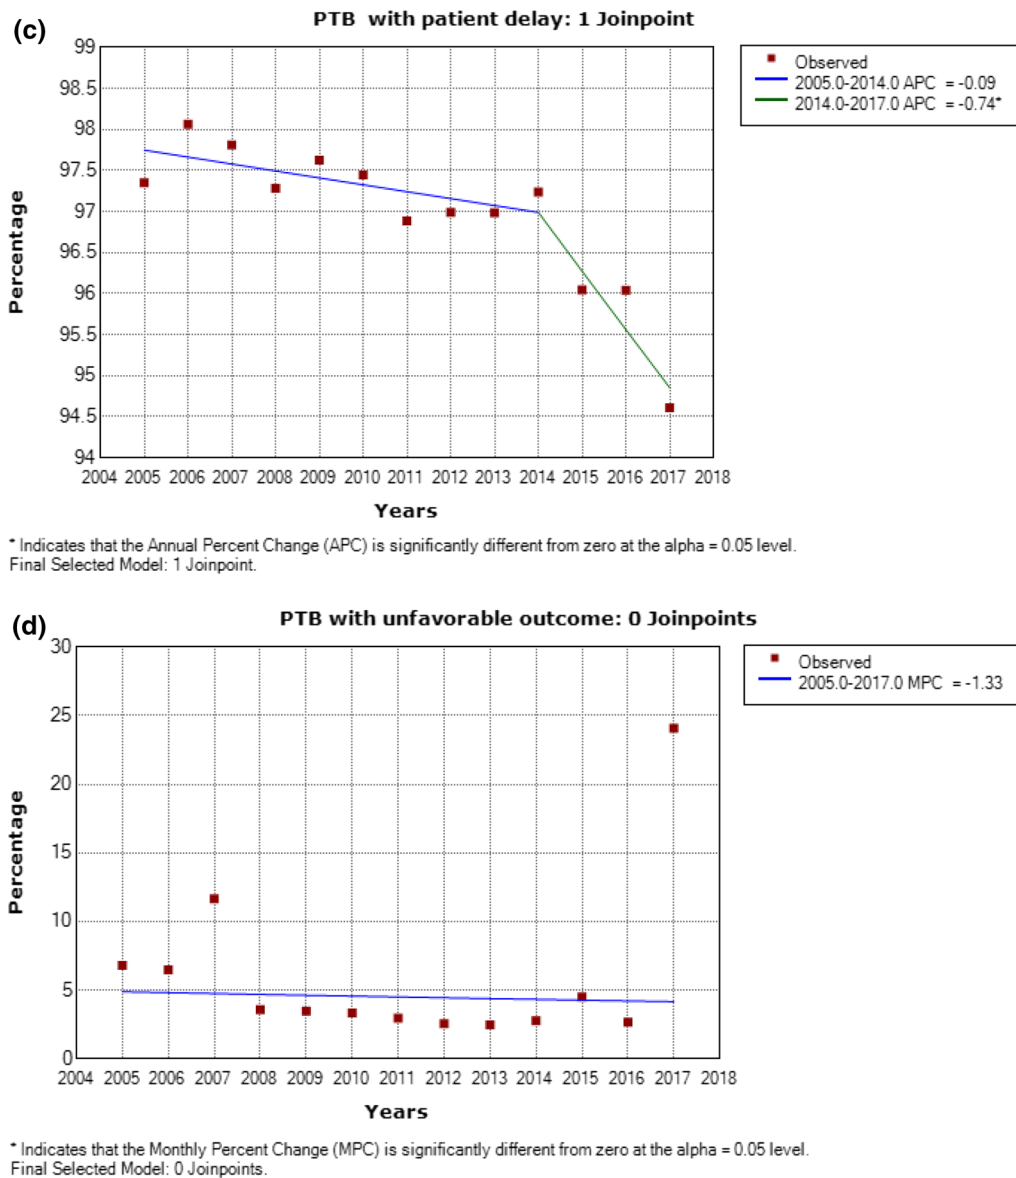 (c)
PTB with patient delay: 1 Joinpoint
Observed
2005.0-2014.0 APC = -0.09
2014.0-2017.0 APC = -0.74*
99
98.5
98
97.5
97
96.5
96
95.5
95
94.5
94
Percentage
2004 2005 2006 2007 2008 2009 2010 2011 2012 2013 2014 2015 2016 2017 2018
Years
* Indicates that the Annual Percent Change (APC) is significantly different from zero at the alpha = 0.05 level.
Final Selected Model: 1 Joinpoint.
(d)
PTB with unfavorable outcome: 0 Joinpoints
Observed
2005.0-2017.0 MPC = -1.33
30
25
20
15
10
5
0
Percentage
2004 2005 2006 2007 2008 2009 2010 2011 2012 2013 2014 2015 2016 2017 2018
Years
* Indicates that the Monthly Percent Change (MPC) is significantly different from zero at the alpha = 0.05 level.
Final Selected Model: 0 Joinpoints.